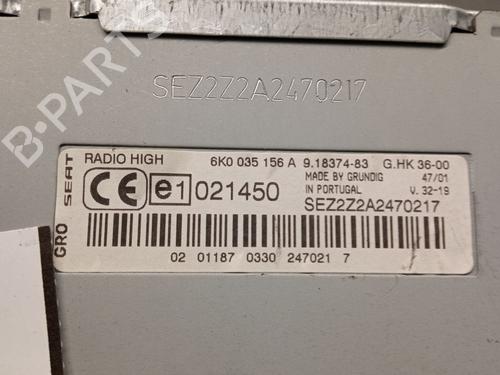 B-PARTS
SEZ2Z2A2470217
RADIO HIGH 6K0 035 156 A 9.18374-83 G.HK 36-00
MADE BY GRUNDIG 47/01
IN PORTUGAL V. 32-19
CE e1 021450 SEZ2Z2A2470217
SEAT
GRO
02 01187 0330 247021 7